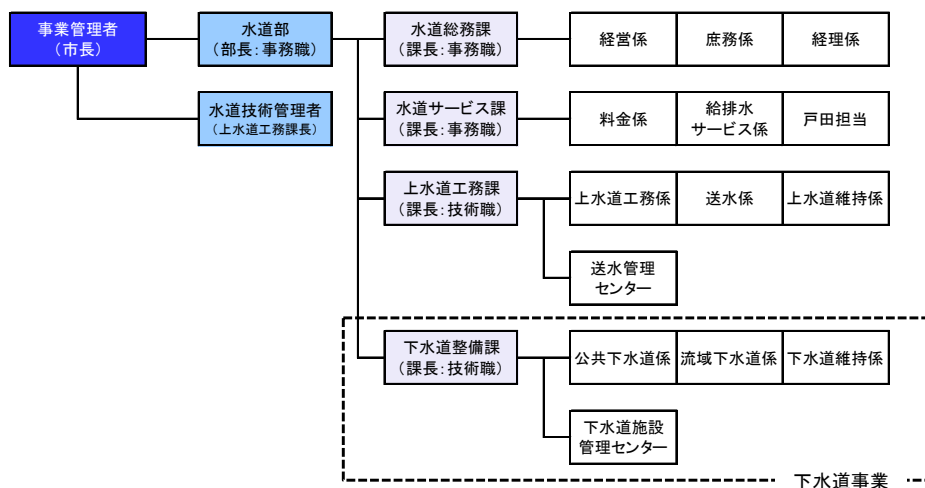 事業管理者
（市長）
水道部
（部長：事務職）
水道総務課
（課長：事務職）
経営係
庶務係
経理係
水道技術管理者
（上水道工務課長）
水道サービス課
（課長：事務職）
料金係
給排水
サービス係
戸田担当
上水道工務課
（課長：技術職）
上水道工務係
送水係
上水道維持係
送水管理
センター
下水道整備課
（課長：技術職）
公共下水道係
流域下水道係
下水道維持係
下水道施設
管理センター
下水道事業